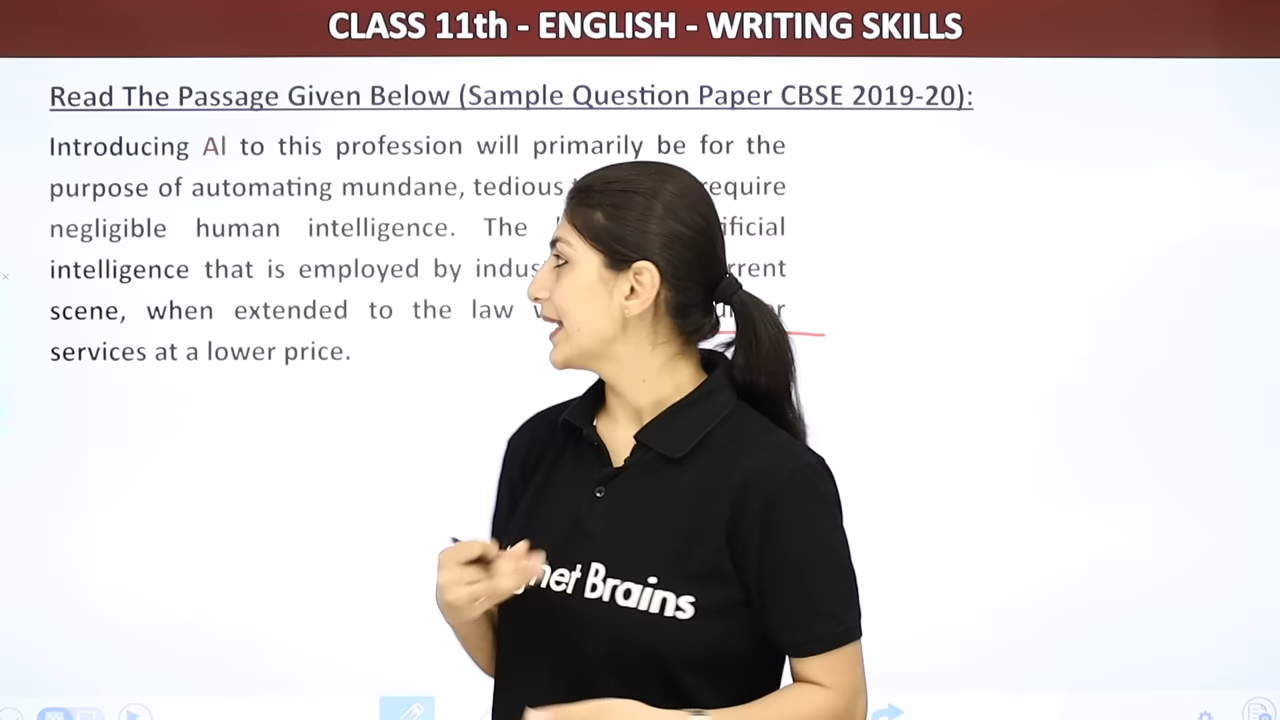 CLASS 11th - ENGLISH - WRITING SKILLS
Read The Passage Given Below (Sample Question Paper CBSE 2019-20):
Introducing AI to this profession will primarily be for the
purpose of automating mundane, tedious require
negligible human intelligence. The
intelligence that is employed by
scene, when extended to the law
services at a lower price.
Brains